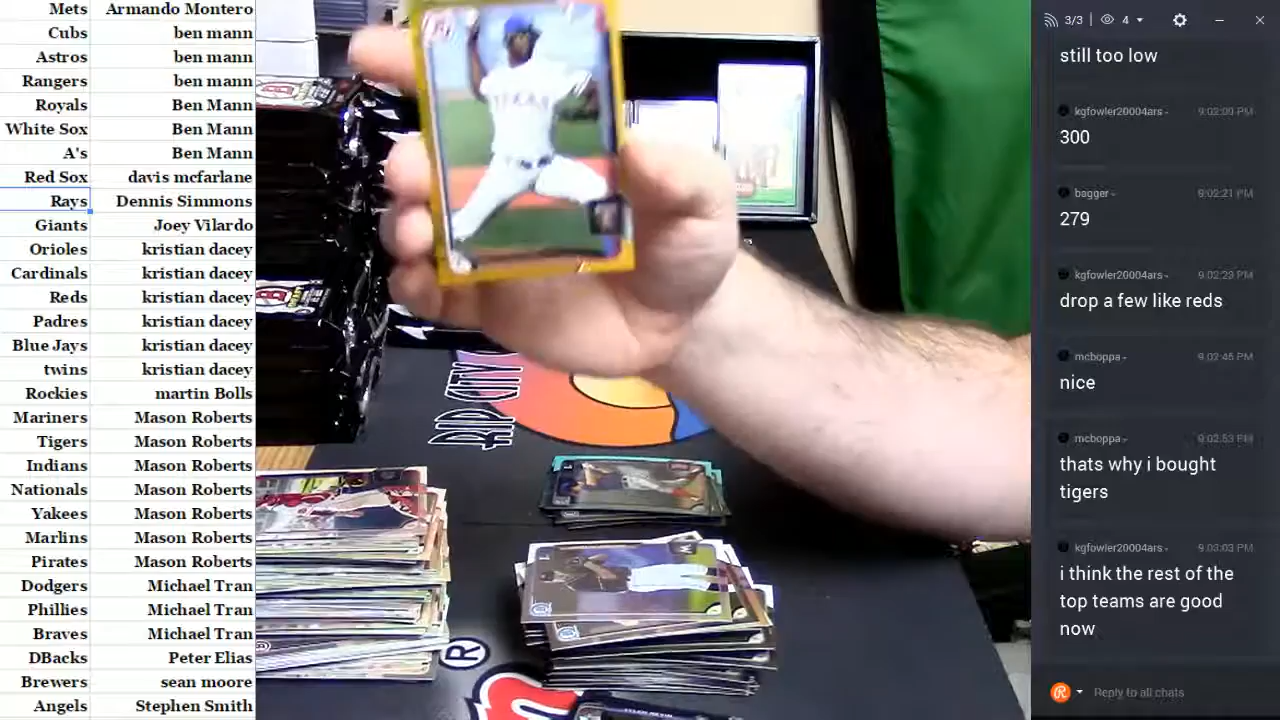 Mets Armando Montero
Cubs ben mann
Astros ben mann
Rangers ben mann
Royals Ben Mann
White Sox Ben Mann
A's Ben Mann
Red Sox davis mcfarlane
Rays Dennis Simmons
Giants Joey Vilardo
Orioles kristian dacey
Cardinals kristian dacey
Reds kristian dacey
Padres kristian dacey
Blue Jays kristian dacey
twins kristian dacey
Rockies martin Bolls
Mariners Mason Roberts
Tigers Mason Roberts
Indians Mason Roberts
Nationals Mason Roberts
Yakees Mason Roberts
Marlins Mason Roberts
Pirates Mason Roberts
Dodgers Michael Tran
Phillies Michael Tran
Braves Michael Tran
DBacks Peter Elias
Brewers sean moore
Angels Stephen Smith
TEXAS
RIP CITY
®
3/3 4
still too low
kgfowler20004ars 9:02:09 PM
300
bagger 9:02:21 PM
279
kgfowler20004ars 9:02:29 PM
drop a few like reds
mcboppa 9:02:45 PM
nice
mcboppa 9:02:53 PM
thats why i bought
tigers
kgfowler20004ars 9:03:03 PM
i think the rest of the
top teams are good
now
Reply to all chats